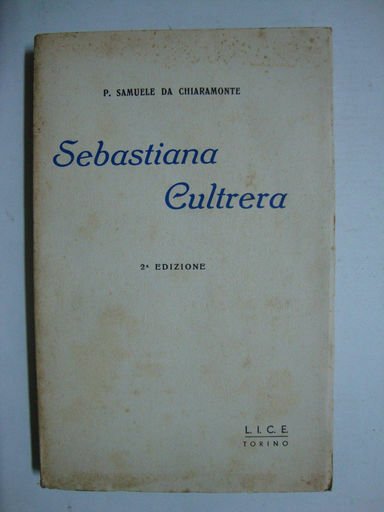 P. SAMUELE DA CHIARAMONTE
Sebastiana
Cultrera
2ª EDIZIONE
L. I. C. E.
TORINO